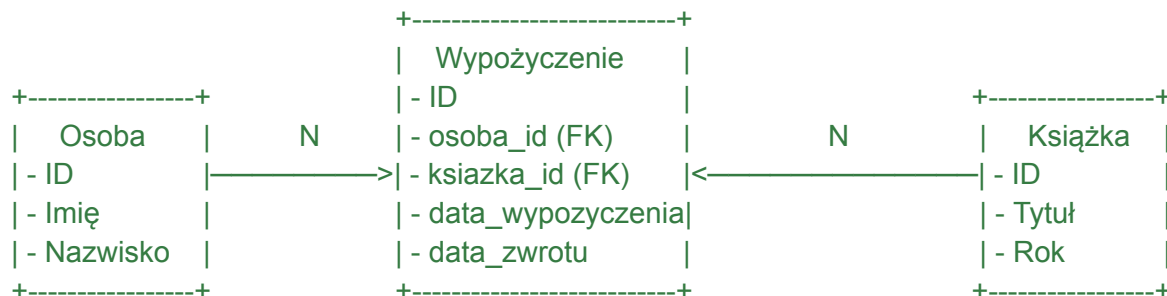 +---------------------------+
| Wypożyczenie |
+-----------------+ | - ID | +-----------------+
| Osoba | N | - osoba_id (FK) | N | Książka |
| - ID |—————————>| - ksiazka_id (FK) |<———————————————| - ID |
| - Imię | | - data_wypozyczenia| | - Tytuł |
| - Nazwisko | | - data_zwrotu | | - Rok |
+-----------------+ +---------------------------+ +-----------------+